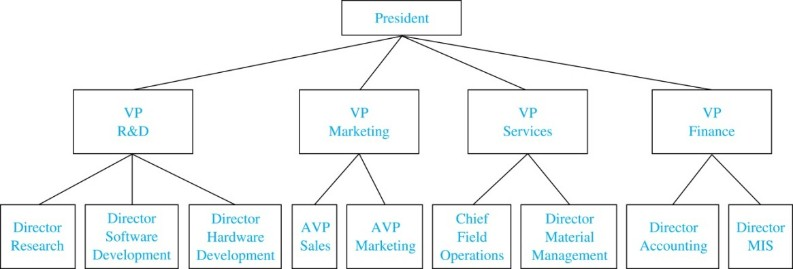 President
VP
R&D
VP
Marketing
VP
Services
VP
Finance
Director
Research
Director
Software
Development
Director
Hardware
Development
AVP
Sales
AVP
Marketing
Chief
Field
Operations
Director
Material
Management
Director
Accounting
Director
MIS